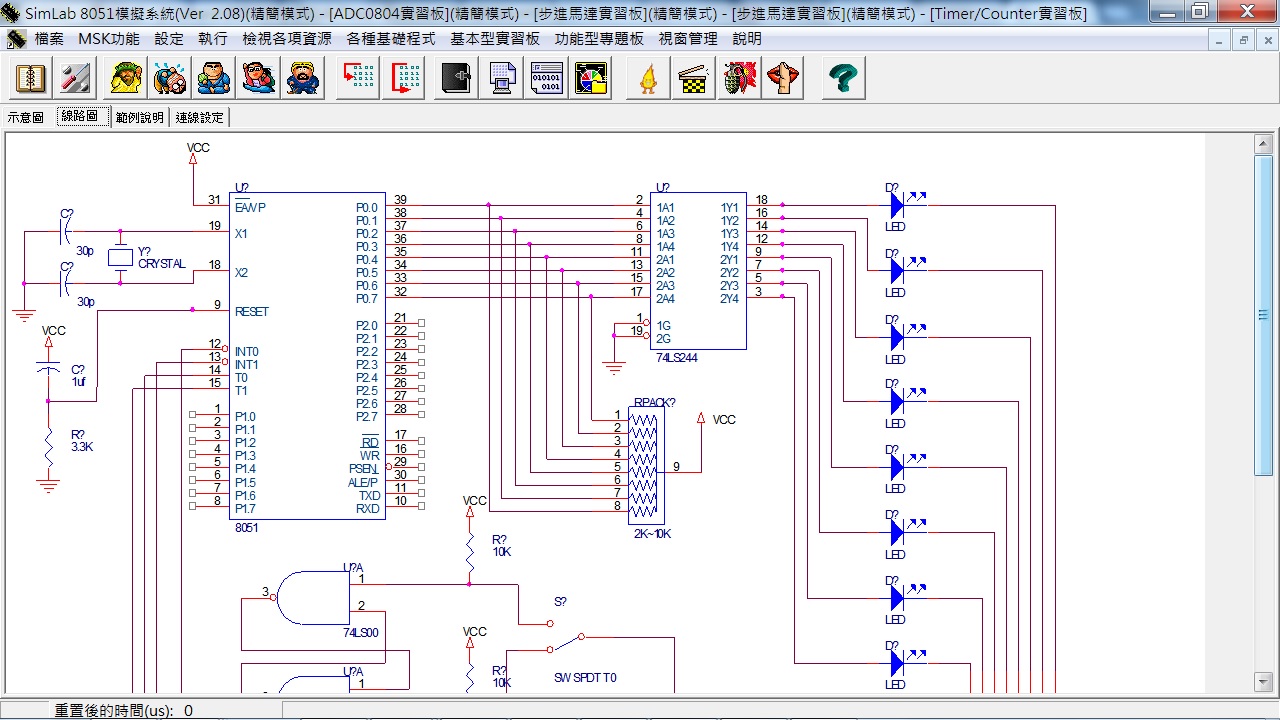 SimLab 8051模擬系統(Ver 2.08)(精簡模式) - [ADC0804實習板](精簡模式) - [步進馬達實習板](精簡模式) - [步進馬達實習板](精簡模式) - [Timer/Counter實習板]
檔案 MSK功能 設定 執行 檢視各項資源 各種基礎程式 基本型實習板 功能型專題板 視窗管理 說明
示意圖 線路圖 範例說明 連線設定
VCC
U?
31 EA/VP
19 X1
18 X2
9 RESET
12 INT0
13 INT1
14 T0
15 T1
1 P1.0
2 P1.1
3 P1.2
4 P1.3
5 P1.4
6 P1.5
7 P1.6
8 P1.7
P0.0 39
P0.1 38
P0.2 37
P0.3 36
P0.4 35
P0.5 34
P0.6 33
P0.7 32
P2.0 21
P2.1 22
P2.2 23
P2.3 24
P2.4 25
P2.5 26
P2.6 27
P2.7 28
RD 17
WR 16
PSEN 29
ALE/P 30
TXD 11
RXD 10
8051
C?
30p
Y?
CRYSTAL
C?
30p
VCC
C?
1uf
R?
3.3K
U?
2 1A1 1Y1 18
4 1A2 1Y2 16
6 1A3 1Y3 14
8 1A4 1Y4 12
11 2A1 2Y1 9
13 2A2 2Y2 7
15 2A3 2Y3 5
17 2A4 2Y4 3
1 1G
19 2G
74LS244
RPACK?
1
2
3
4
5
6
7
8
9
VCC
2K~10K
D?
LED
D?
LED
D?
LED
D?
LED
D?
LED
D?
LED
D?
LED
D?
LED
VCC
R?
10K
U?A
1
2
3
74LS00
S?
SW SPDT T0
VCC
R?
10K
U?A
1
重置後的時間(us): 0